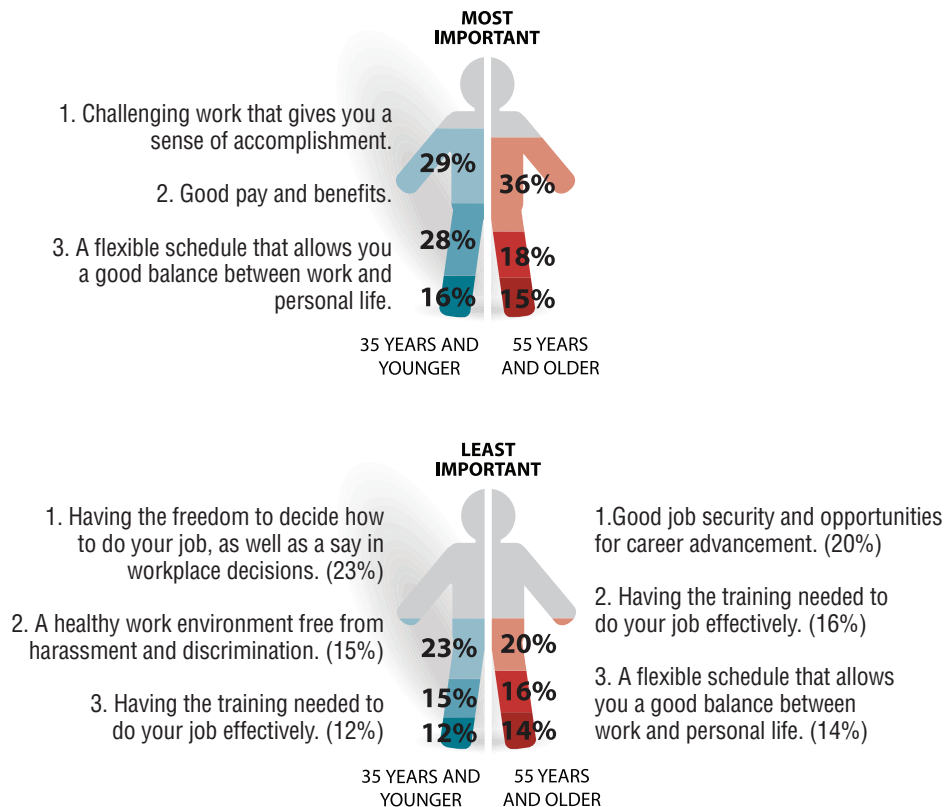 MOST
IMPORTANT
1. Challenging work that gives you a
sense of accomplishment.
2. Good pay and benefits.
3. A flexible schedule that allows you
a good balance between work and
personal life.
29%
36%
28%
18%
16%
15%
35 YEARS AND
YOUNGER
55 YEARS
AND OLDER
LEAST
IMPORTANT
1. Having the freedom to decide how
to do your job, as well as a say in
workplace decisions. (23%)
2. A healthy work environment free from
harassment and discrimination. (15%)
3. Having the training needed to
do your job effectively. (12%)
23%
20%
15%
16%
12%
14%
1.Good job security and opportunities
for career advancement. (20%)
2. Having the training needed to
do your job effectively. (16%)
3. A flexible schedule that allows
you a good balance between
work and personal life. (14%)
35 YEARS AND
YOUNGER
55 YEARS
AND OLDER